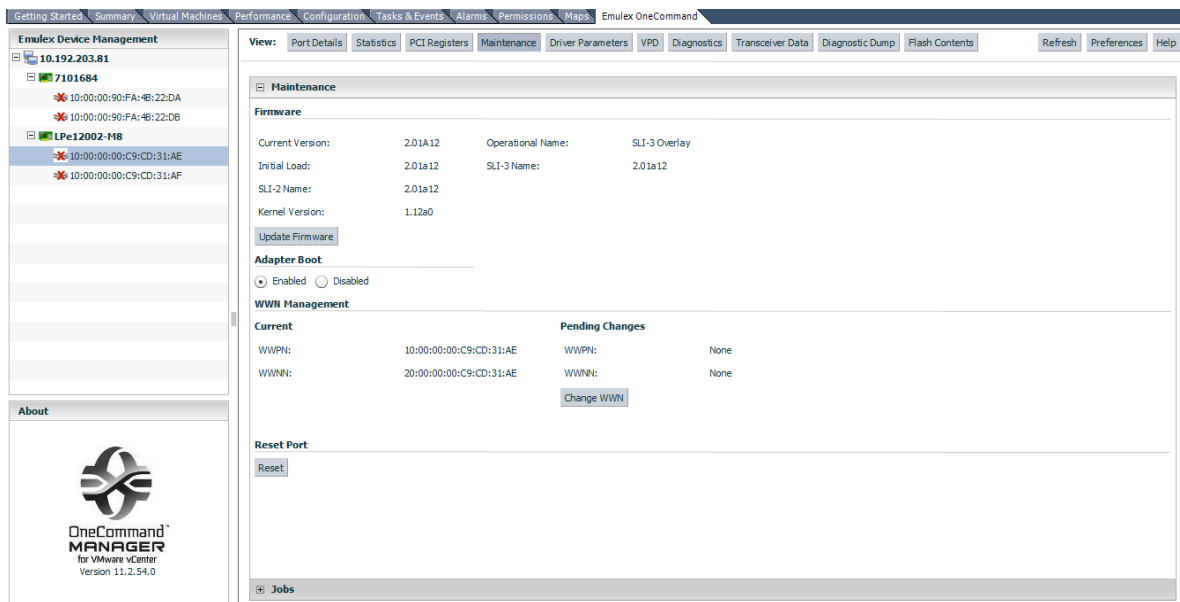 Getting Started Summary Virtual Machines Performance Configuration Tasks & Events Alarms Permissions Maps Emulex OneCommand
Emulex Device Management
10.192.203.81
7101684
10:00:00:90:FA:4B:22:DA
10:00:00:90:FA:4B:22:DB
LPe12002-M8
10:00:00:00:C9:CD:31:AE
10:00:00:00:C9:CD:31:AF
About
OneCommand™
MANAGER
for VMware vCenter
Version 11.2.54.0
View: Port Details Statistics PCI Registers Maintenance Driver Parameters VPD Diagnostics Transceiver Data Diagnostic Dump Flash Contents Refresh Preferences Help
Maintenance
Firmware
Current Version: 2.01A12 Operational Name: SLI-3 Overlay
Initial Load: 2.01a12 SLI-3 Name: 2.01a12
SLI-2 Name: 2.01a12
Kernel Version: 1.12a0
Update Firmware
Adapter Boot
Enabled Disabled
WWN Management
Current Pending Changes
WWPN: 10:00:00:00:C9:CD:31:AE WWPN: None
WWNN: 20:00:00:00:C9:CD:31:AE WWNN: None
Change WWN
Reset Port
Reset
Jobs